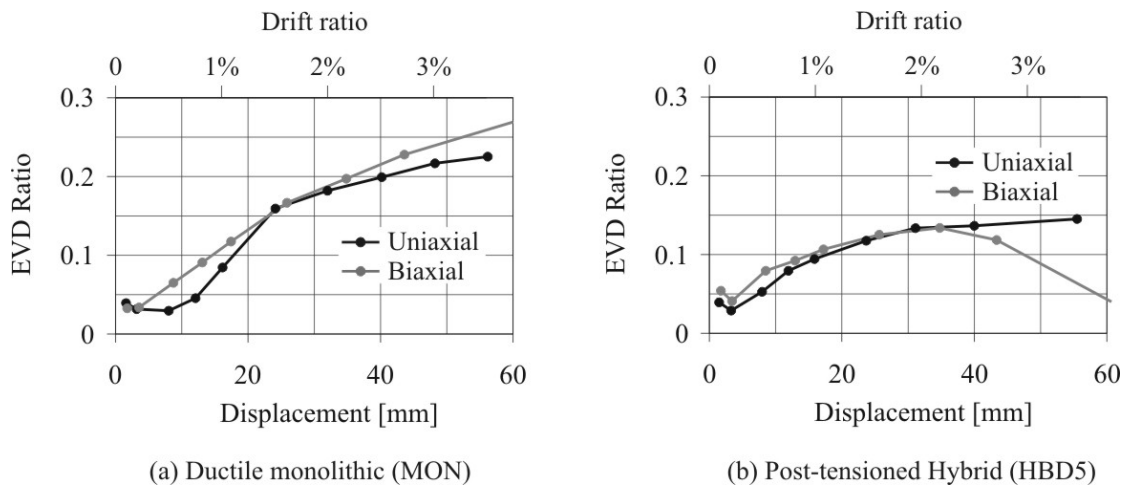 Drift ratio
0 1% 2% 3%
0.3
0.2
0.1
0
EVD Ratio
Uniaxial
Biaxial
0 20 40 60
Displacement [mm]
(a) Ductile monolithic (MON)
Drift ratio
0 1% 2% 3%
0.3
0.2
0.1
0
EVD Ratio
Uniaxial
Biaxial
0 20 40 60
Displacement [mm]
(b) Post-tensioned Hybrid (HBD5)